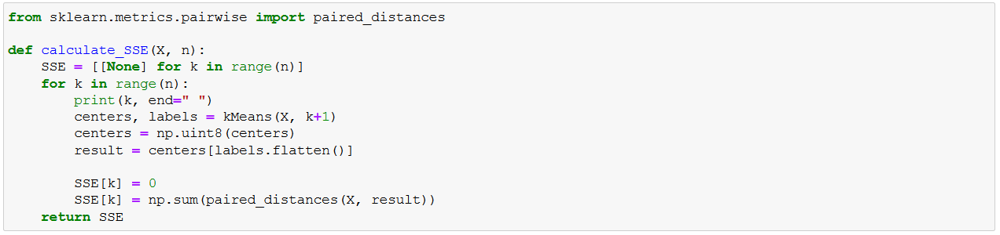 from sklearn.metrics.pairwise import paired_distances

def calculate_SSE(X, n):
    SSE = [[None] for k in range(n)]
    for k in range(n):
        print(k, end=" ")
        centers, labels = kMeans(X, k+1)
        centers = np.uint8(centers)
        result = centers[labels.flatten()]

        SSE[k] = 0
        SSE[k] = np.sum(paired_distances(X, result))
    return SSE